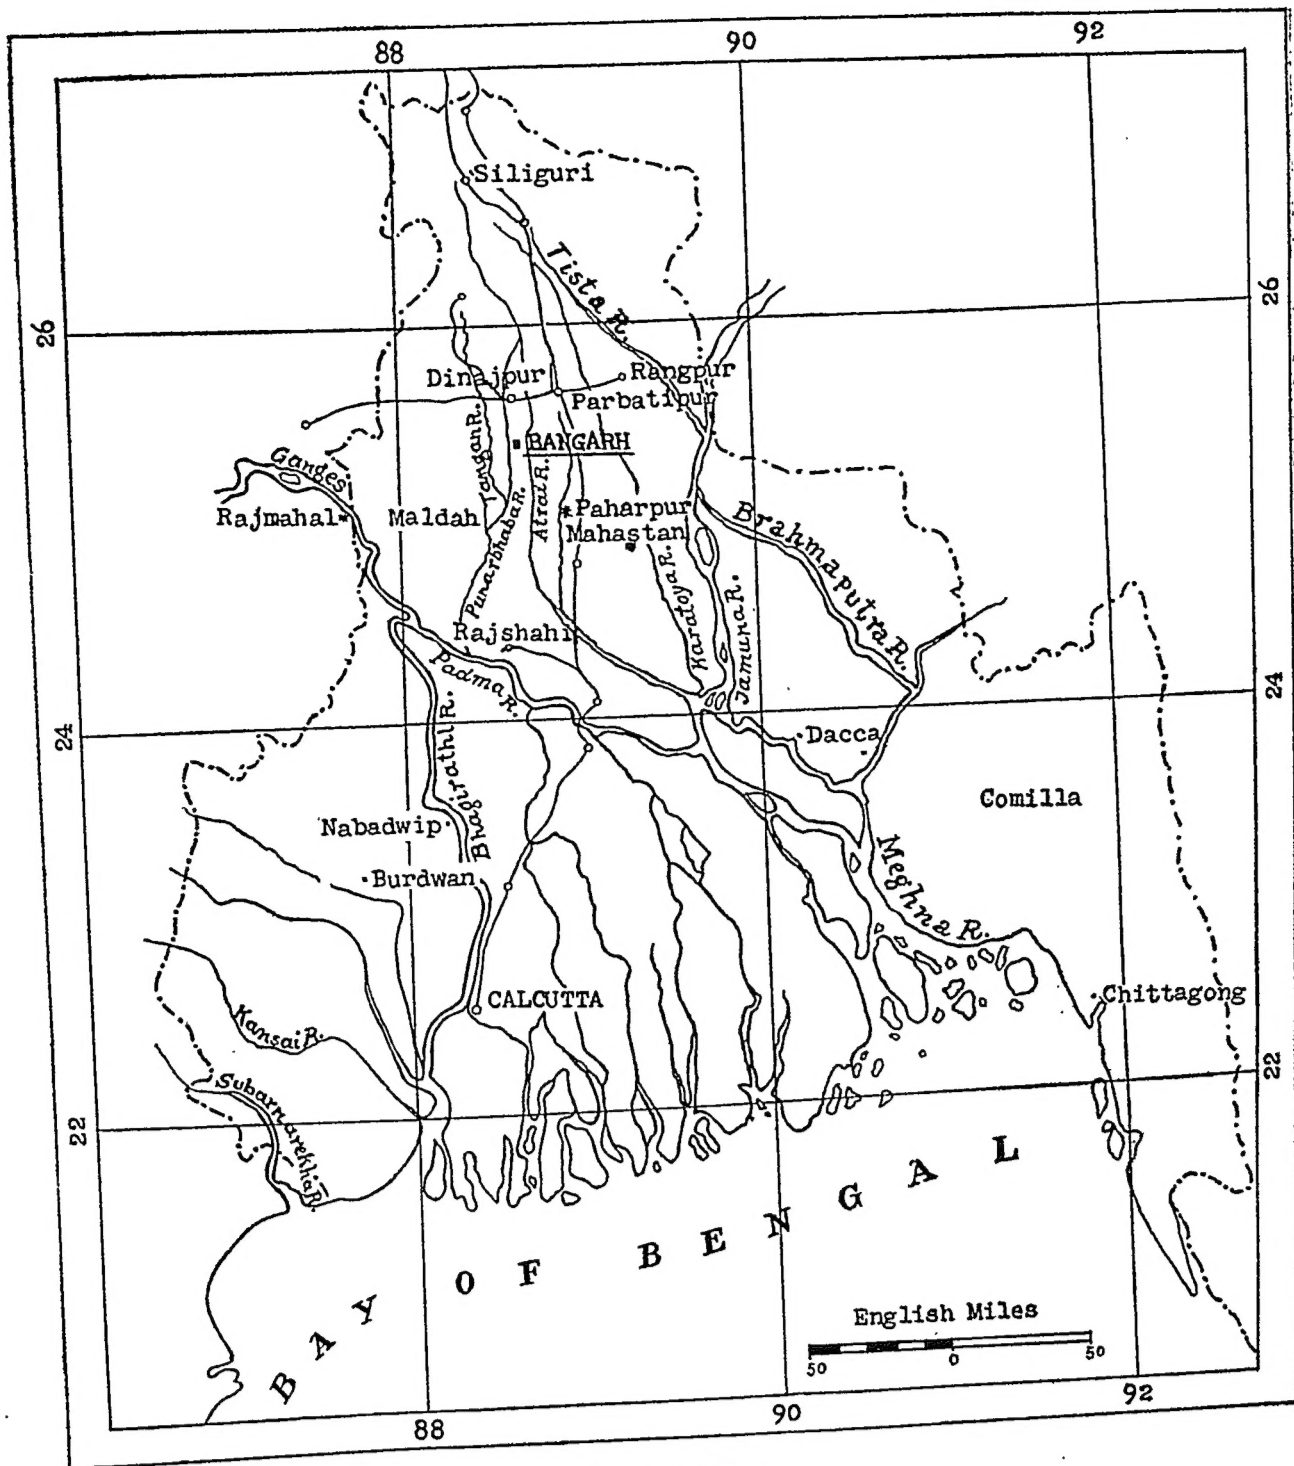 88
90
92
Siliguri
Tista R.
26
26
Dinajpur
Rangpur
Parbatipur
Tangan R.
BANGARH
Ganges
Atrai R.
Rajmahal
Maldah
Paharpur
Mahastan
Punarbhaba R.
Brahmaputra R.
Karatoya R.
Jamuna R.
Rajshahi
Padma R.
24
24
Bhagirathi R.
Dacca
Comilla
Nabadwip
Burdwan
Meghna R.
CALCUTTA
Chittagong
Kansai R.
Subarnarekha R.
22
22
BAY OF BENGAL
English Miles
50 0 50
88
90
92